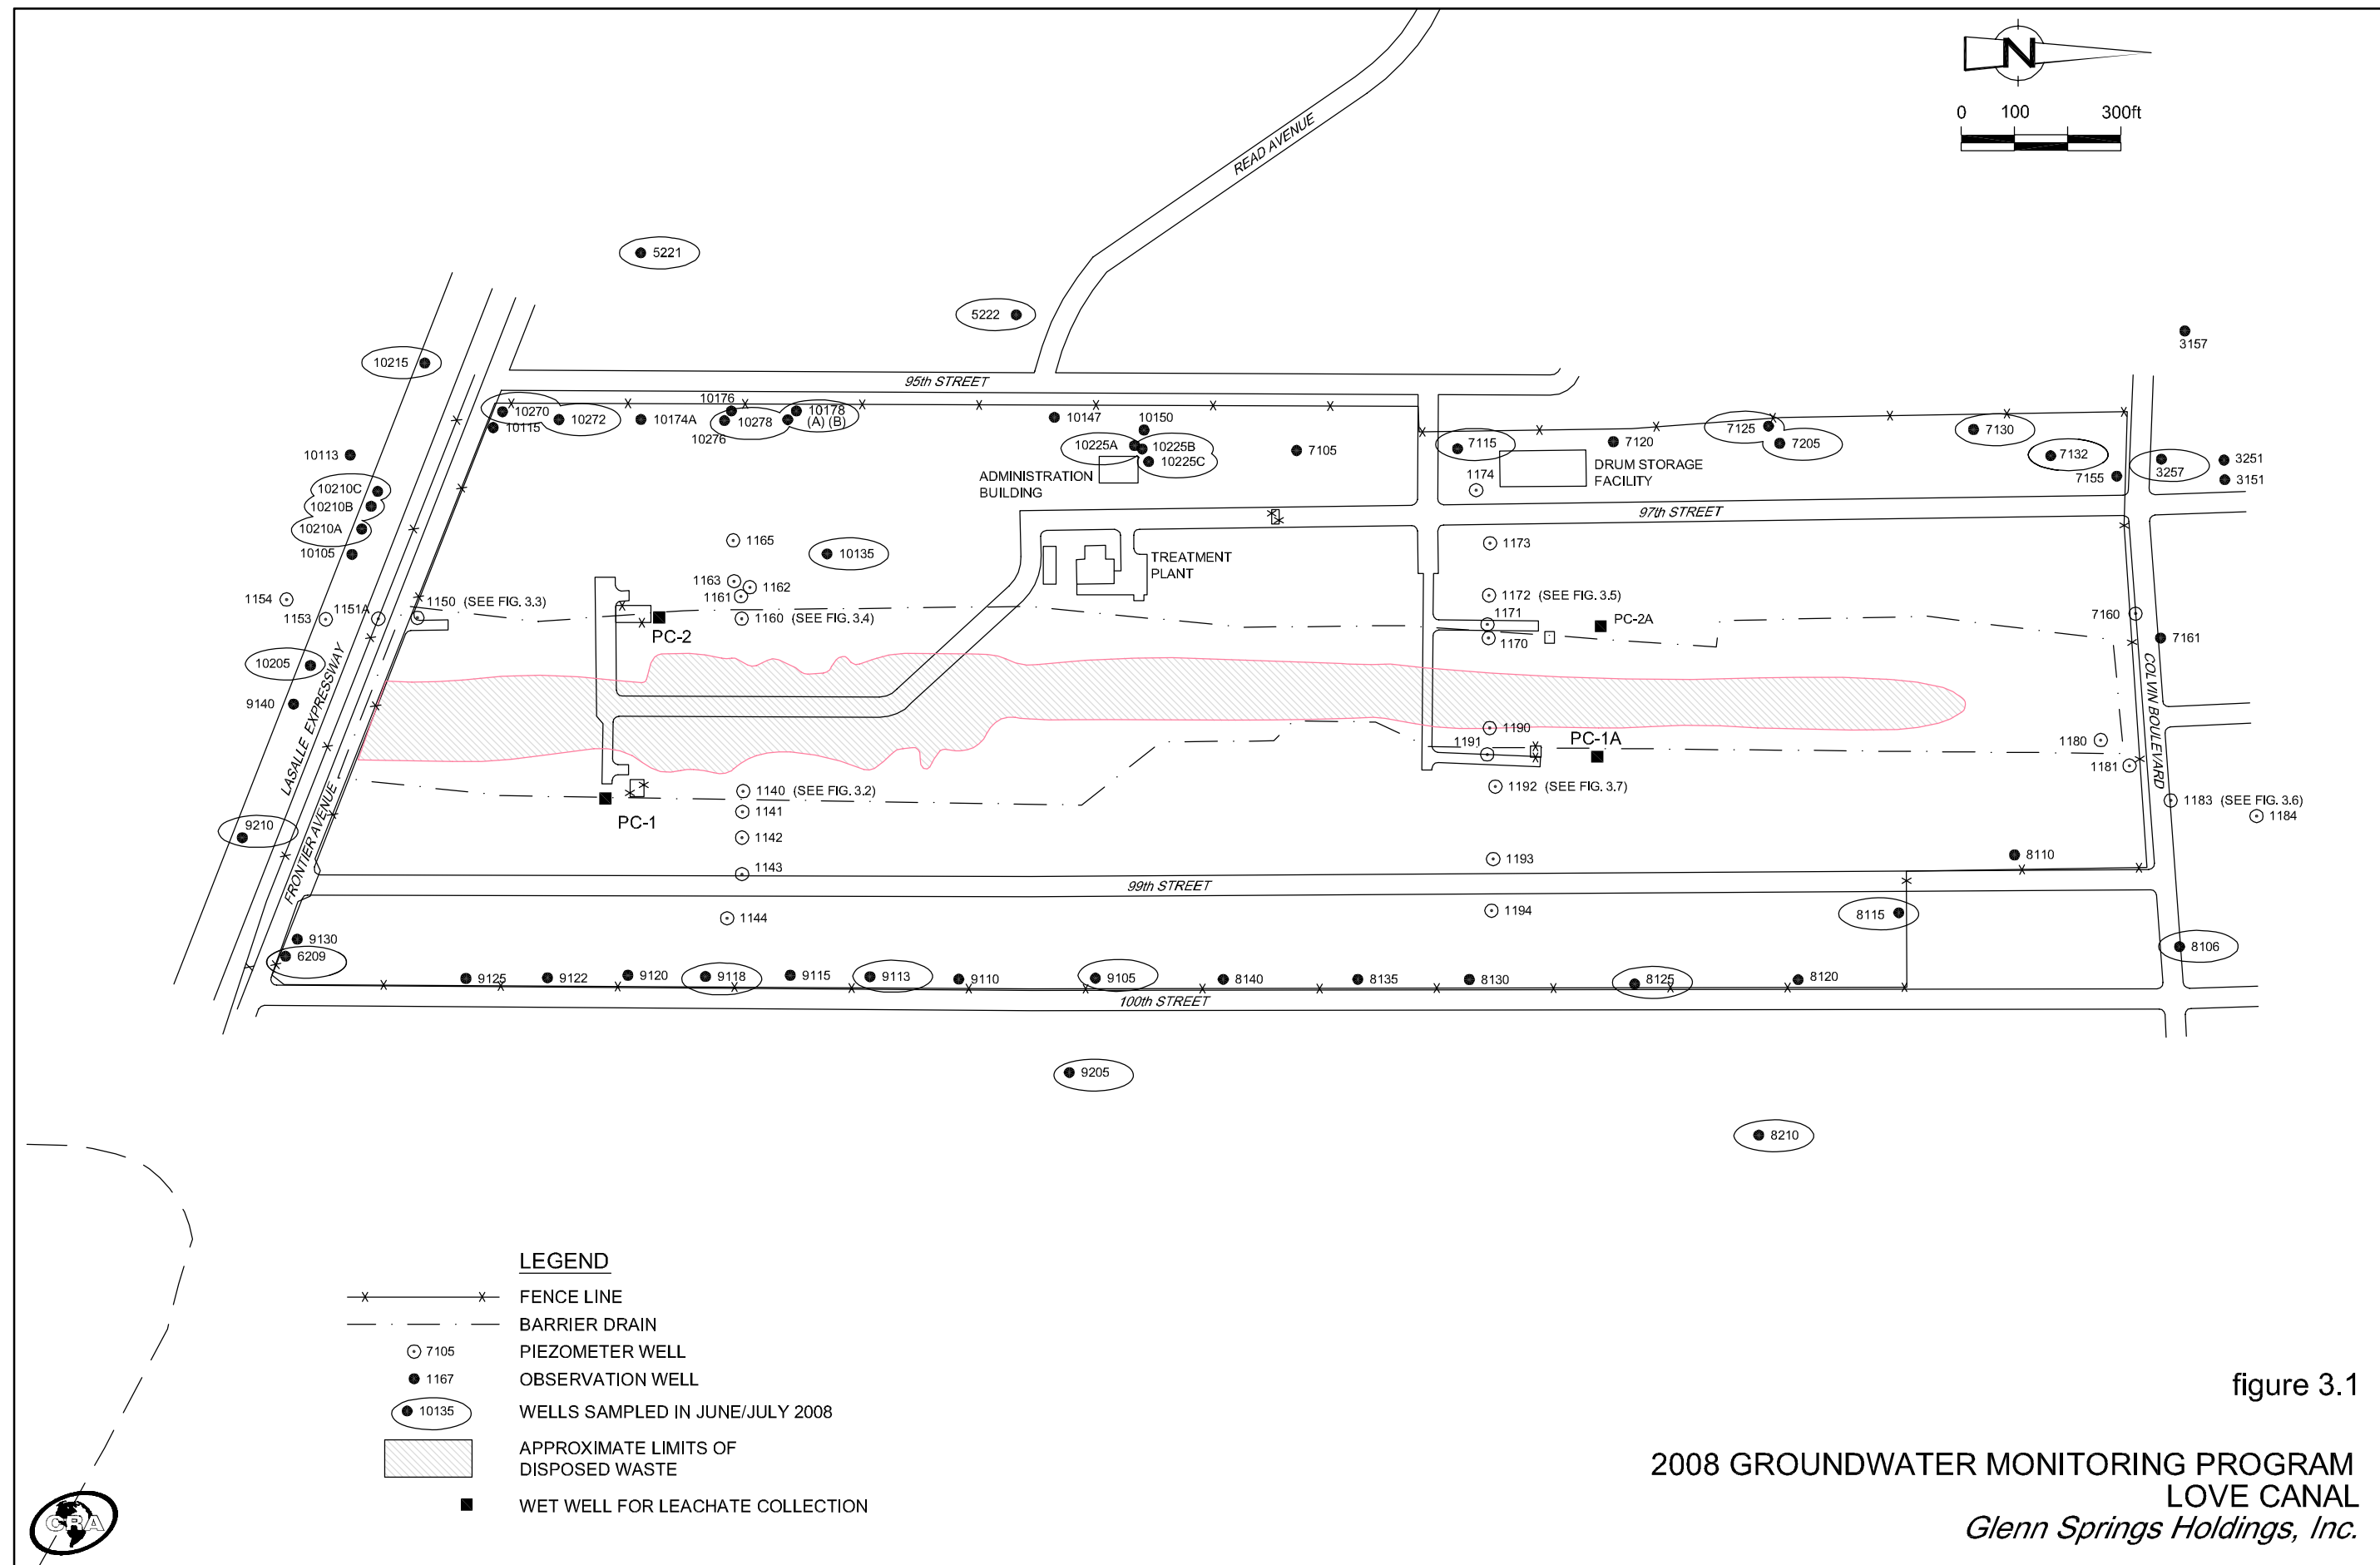 N
0 100 300ft
READ AVENUE
5221
5222
3157
10215
95th STREET
10270
10272
10115
10174A
10176
10278
10276
10178
(A) (B)
10147
10150
10225A
10225B
10225C
7105
7115
7120
7125
7205
7130
7132
7155
3257
3251
3151
10113
10210C
10210B
10210A
10105
ADMINISTRATION
BUILDING
1174
DRUM STORAGE
FACILITY
97th STREET
1165
10135
TREATMENT
PLANT
1173
1163
1162
1161
1154
1153
1151A
1150 (SEE FIG. 3.3)
1160 (SEE FIG. 3.4)
PC-2
1172 (SEE FIG. 3.5)
1171
1170
PC-2A
7160
7161
10205
9140
LASALLE EXPRESSWAY
FRONTIER AVENUE
COLVIN BOULEVARD
1190
1191
PC-1A
1180
1181
1140 (SEE FIG. 3.2)
1141
1142
1143
PC-1
1192 (SEE FIG. 3.7)
1183 (SEE FIG. 3.6)
1184
9210
1193
8110
99th STREET
1144
1194
8115
8106
9130
6209
9125
9122
9120
9118
9115
9113
9110
9105
8140
8135
8130
8125
8120
100th STREET
9205
8210
LEGEND
FENCE LINE
BARRIER DRAIN
7105 PIEZOMETER WELL
1167 OBSERVATION WELL
10135 WELLS SAMPLED IN JUNE/JULY 2008
APPROXIMATE LIMITS OF
DISPOSED WASTE
WET WELL FOR LEACHATE COLLECTION
CRA
figure 3.1
2008 GROUNDWATER MONITORING PROGRAM
LOVE CANAL
Glenn Springs Holdings, Inc.